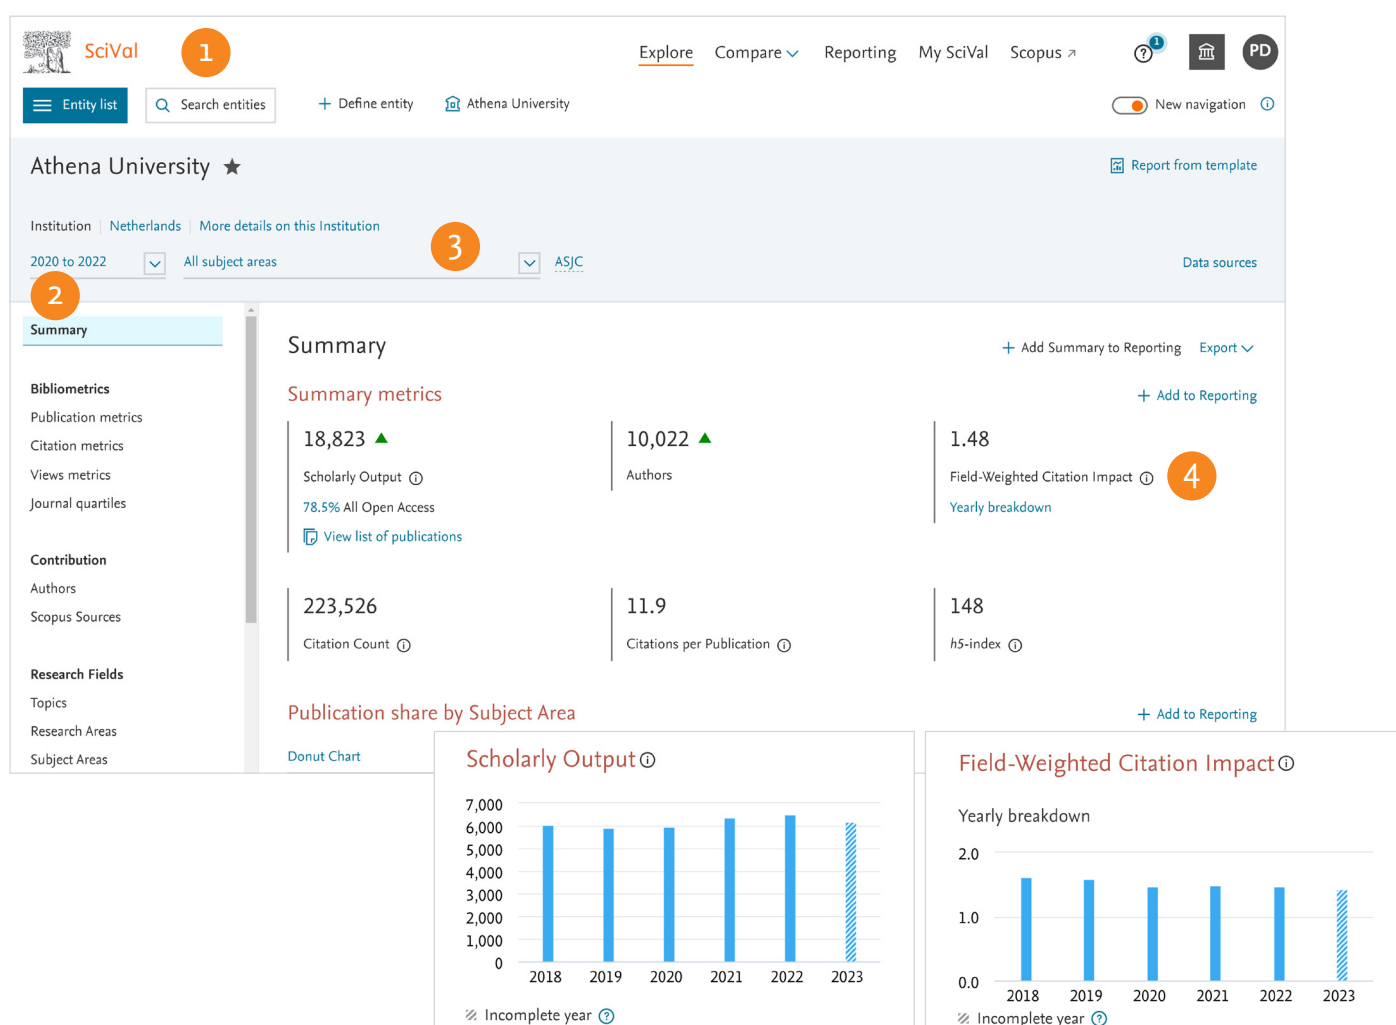 SciVal
1
Explore
Compare
Reporting
My SciVal
Scopus
1
PD
Entity list
Search entities
+ Define entity
Athena University
New navigation
Athena University
Report from template
Institution | Netherlands | More details on this Institution
3
2020 to 2022
All subject areas
ASJC
Data sources
2
Summary
Bibliometrics
Publication metrics
Citation metrics
Views metrics
Journal quartiles
Contribution
Authors
Scopus Sources
Research Fields
Topics
Research Areas
Subject Areas
Summary
+ Add Summary to Reporting
Export
Summary metrics
+ Add to Reporting
18,823
Scholarly Output
78.5% All Open Access
View list of publications
10,022
Authors
1.48
Field-Weighted Citation Impact
4
Yearly breakdown
223,526
Citation Count
11.9
Citations per Publication
148
h5-index
Publication share by Subject Area
+ Add to Reporting
Donut Chart
Scholarly Output
7,000
6,000
5,000
4,000
3,000
2,000
1,000
0
2018 2019 2020 2021 2022 2023
Incomplete year
Field-Weighted Citation Impact
Yearly breakdown
2.0
1.0
0.0
2018 2019 2020 2021 2022 2023
Incomplete year